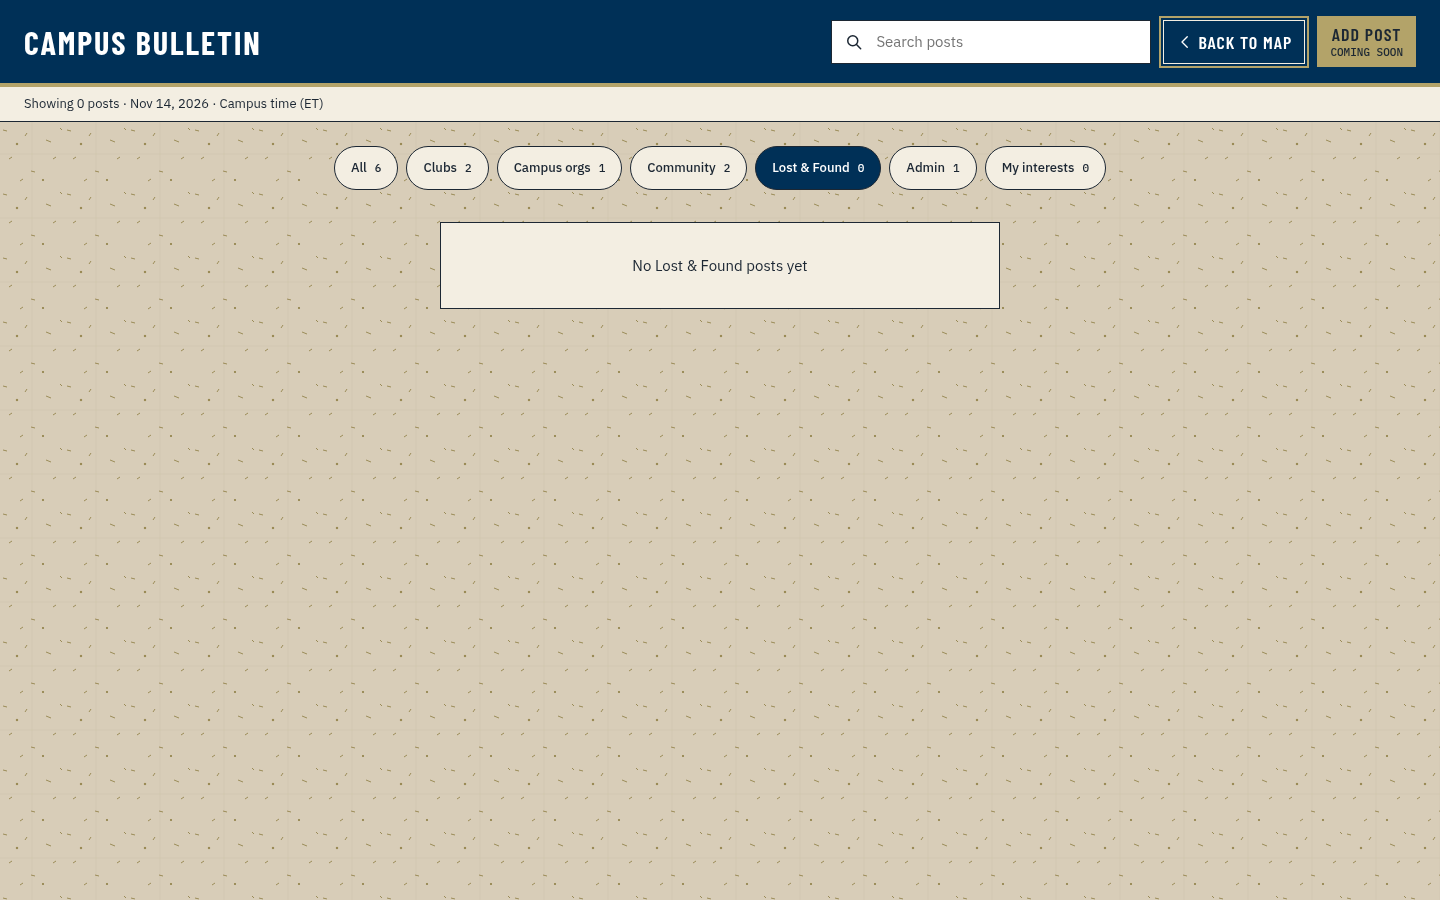 CAMPUS BULLETIN
Search posts
BACK TO MAP
ADD POST
COMING SOON
Showing 0 posts · Nov 14, 2026 · Campus time (ET)
All 6
Clubs 2
Campus orgs 1
Community 2
Lost & Found 0
Admin 1
My interests 0
No Lost & Found posts yet